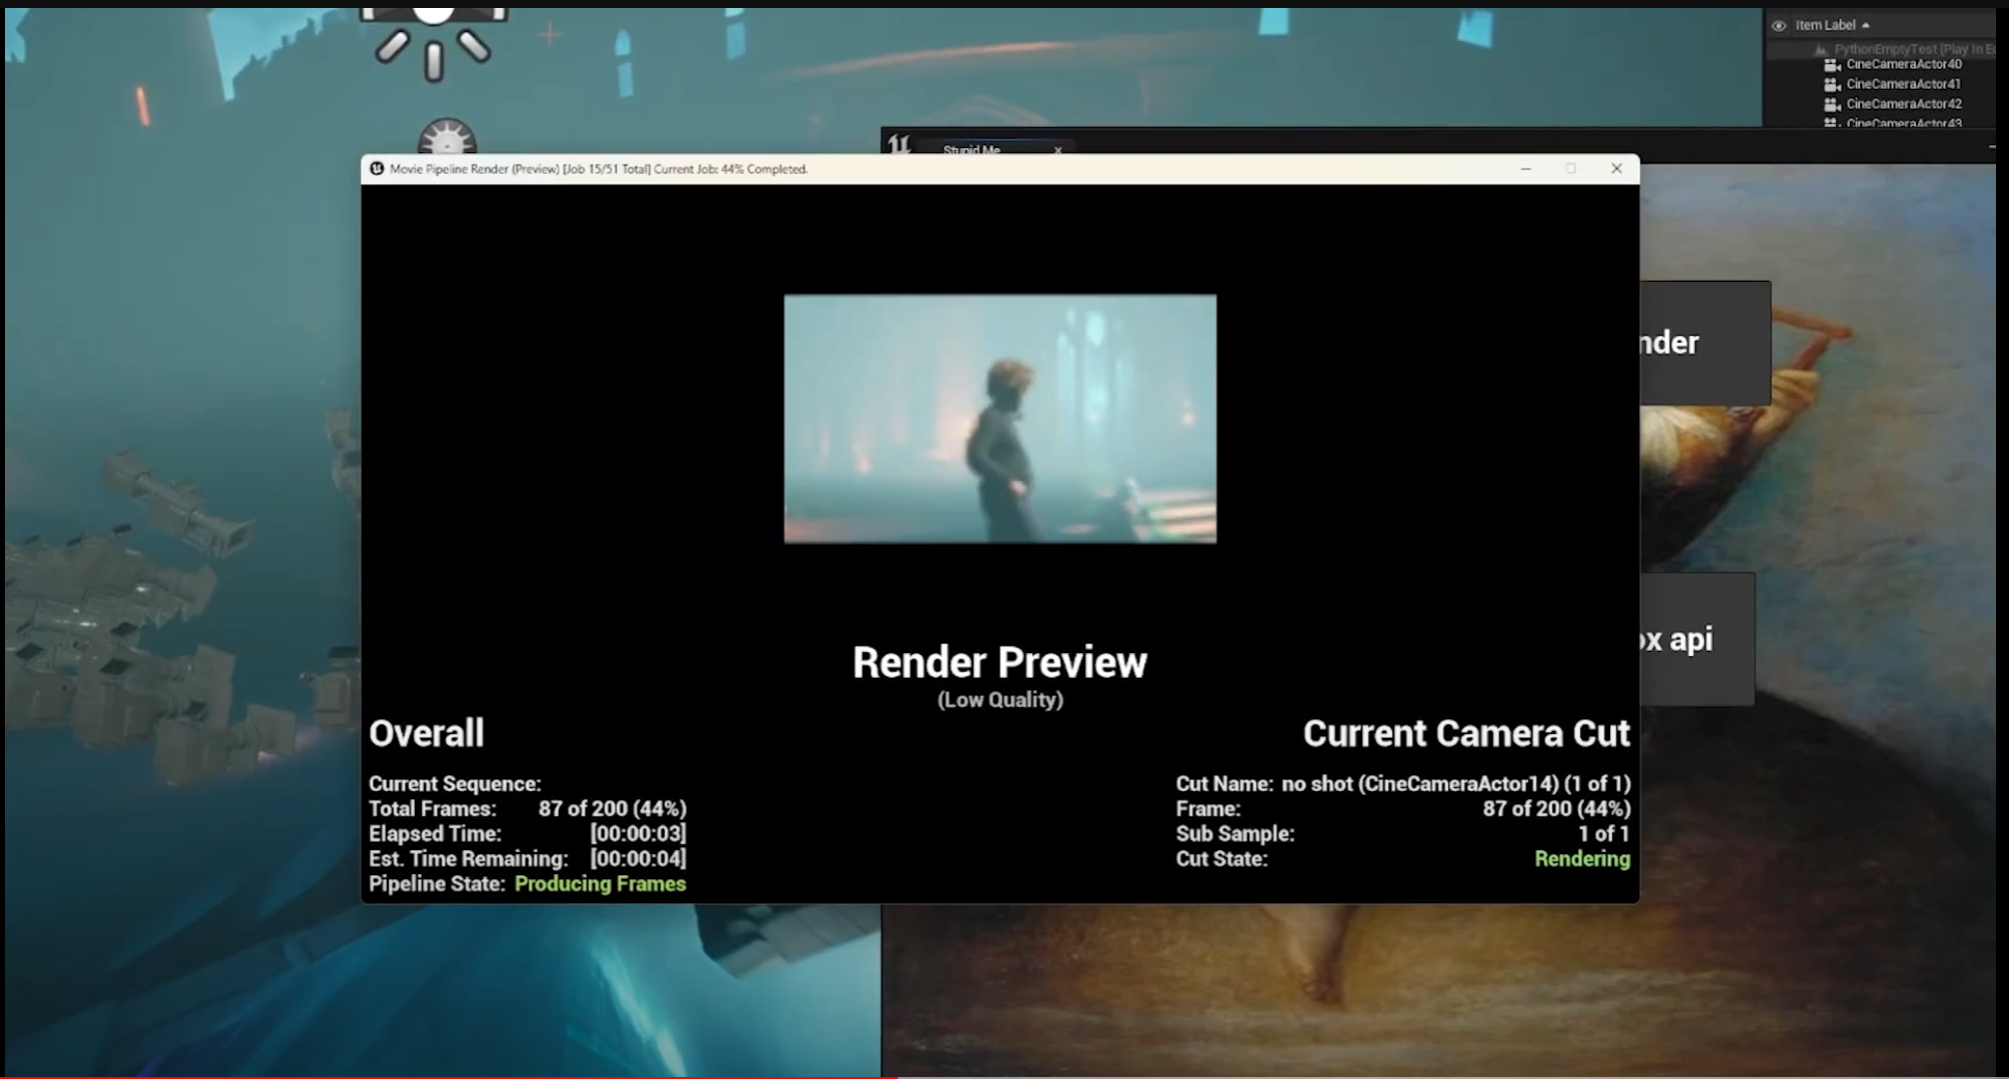 Item Label
PythonEmptyTest (Play In E
CineCameraActor40
CineCameraActor41
CineCameraActor42
CineCameraActor43
Stupid Me
Movie Pipeline Render (Preview) [Job 15/51 Total] Current Job: 44% Completed.
nder
ox api
Render Preview
(Low Quality)
Overall
Current Sequence:
Total Frames: 87 of 200 (44%)
Elapsed Time: [00:00:03]
Est. Time Remaining: [00:00:04]
Pipeline State: Producing Frames
Current Camera Cut
Cut Name: no shot (CineCameraActor14) (1 of 1)
Frame: 87 of 200 (44%)
Sub Sample: 1 of 1
Cut State: Rendering